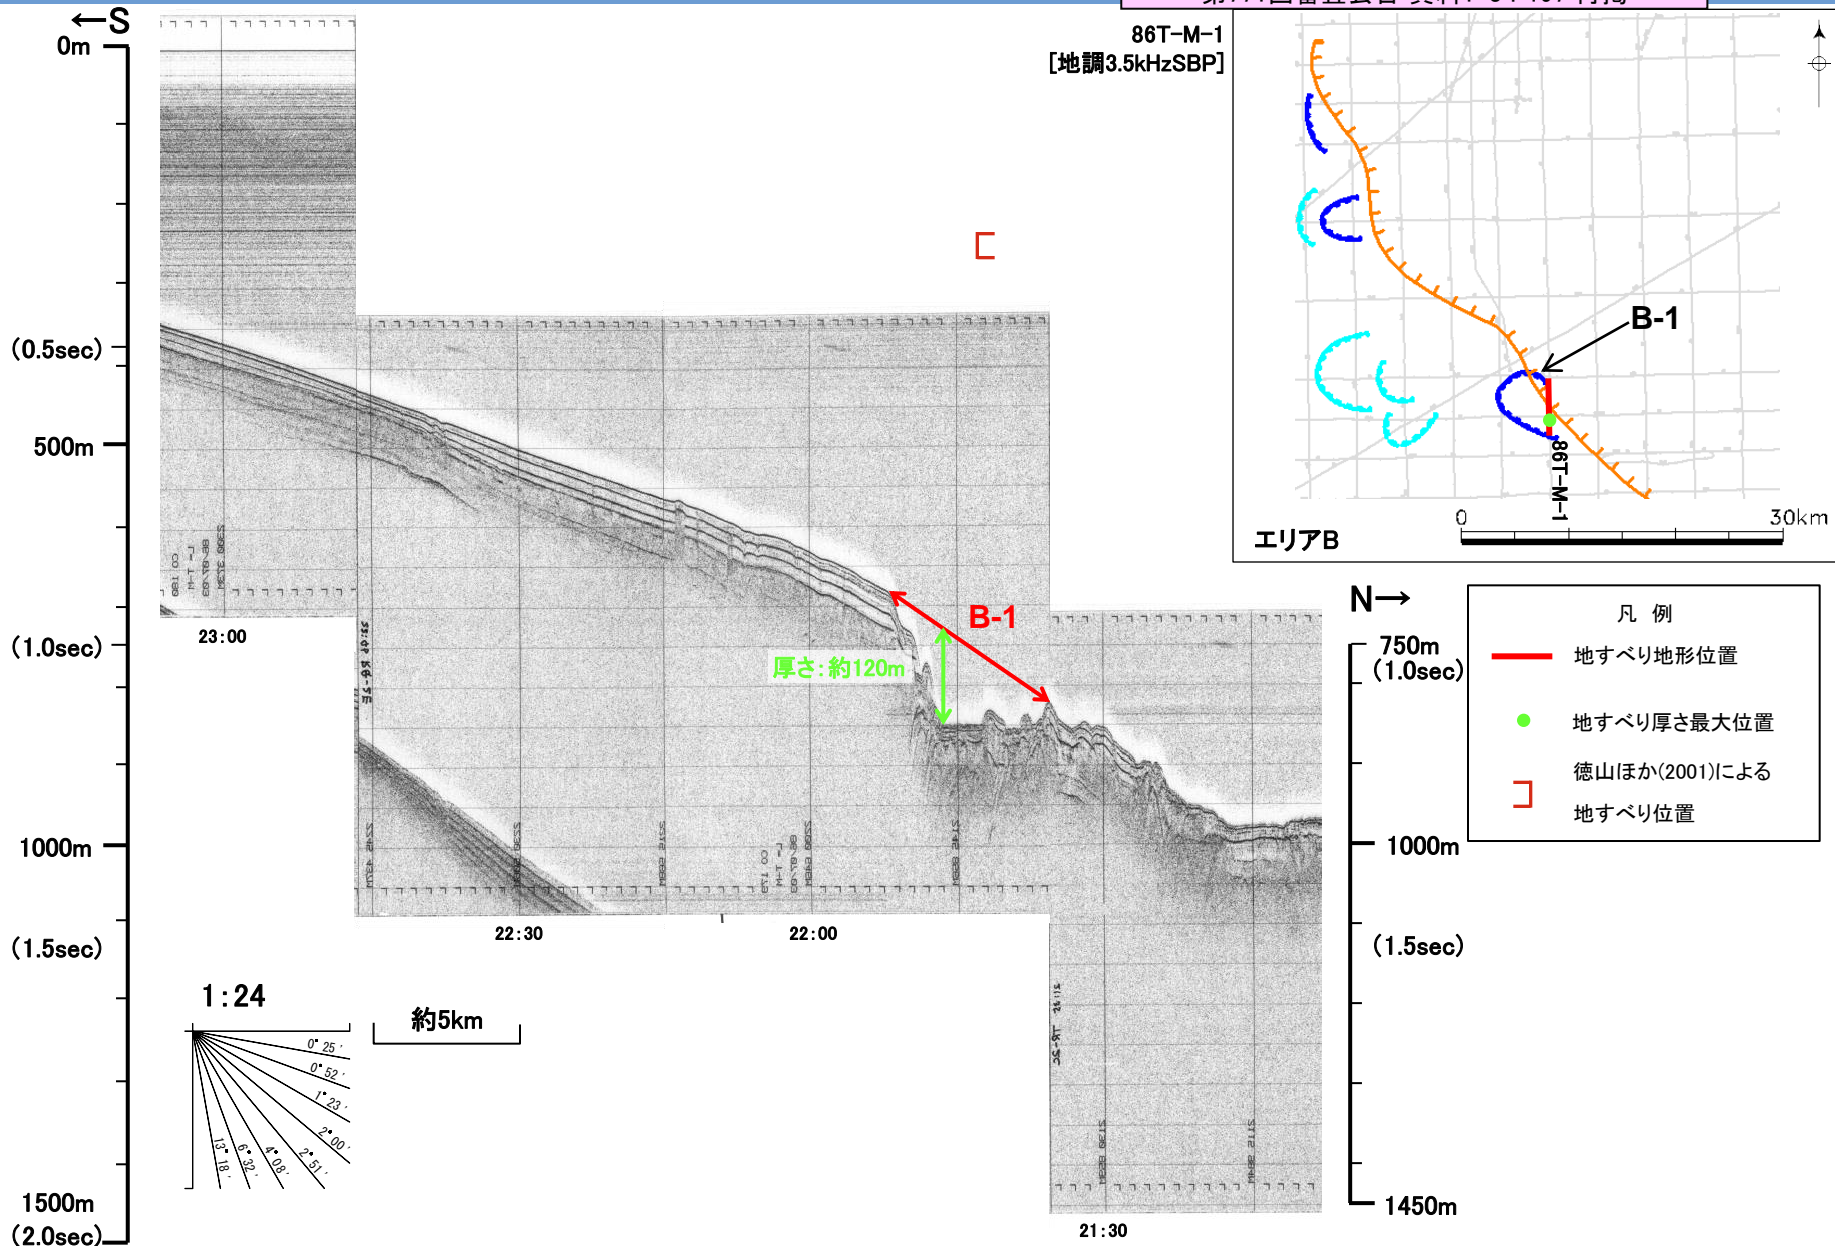 ←S
0m
(0.5sec)
500m
(1.0sec)
1000m
(1.5sec)
1500m
(2.0sec)
86T-M-1
[地調3.5kHzSBP]
B-1
86T-M-1
0
30km
エリアB
23:00
厚さ:約120m
B-1
22:30
22:00
21:30
N→
750m
(1.0sec)
1000m
(1.5sec)
1450m
凡 例
地すべり地形位置
地すべり厚さ最大位置
徳山ほか(2001)による
地すべり位置
1:24
約5km
0°25′
0°52′
1°23′
2°00′
2°51′
4°08′
6°32′
13°18′